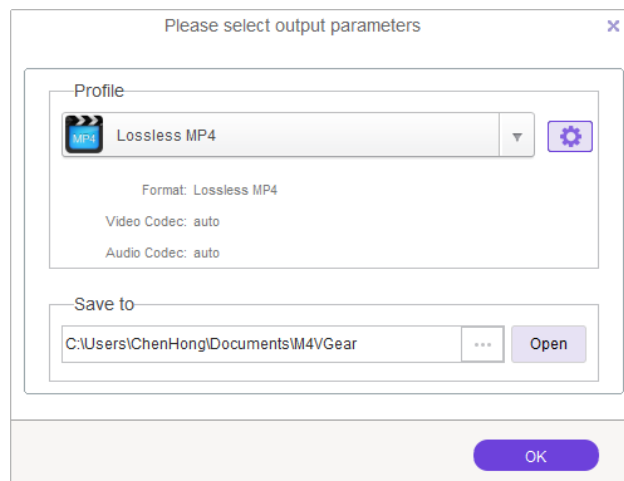 Please select output parameters
Profile
MP4
Lossless MP4
Format: Lossless MP4
Video Codec: auto
Audio Codec: auto
Save to
C:\Users\ChenHong\Documents\M4VGear
...
Open
OK